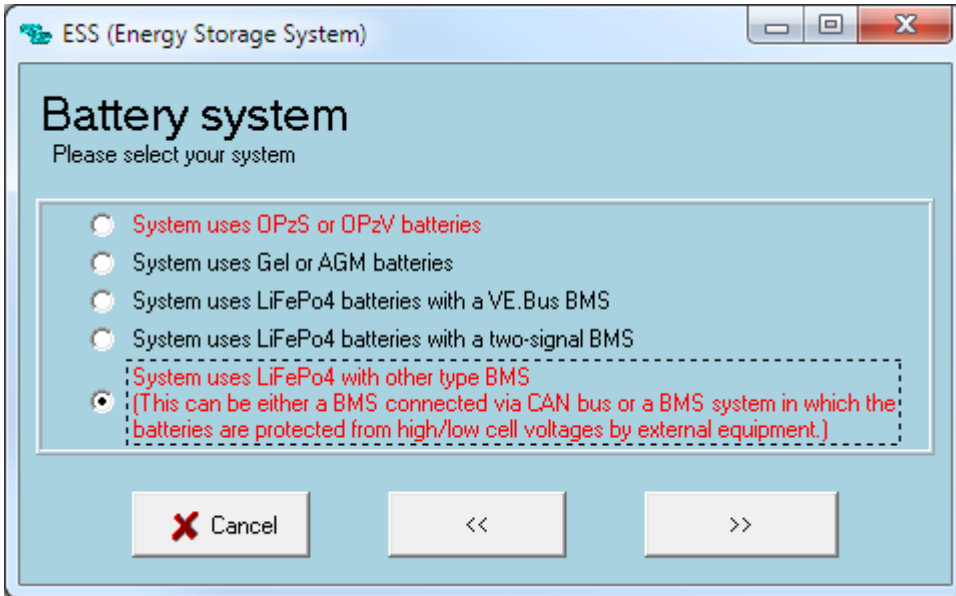 ESS (Energy Storage System)
Battery system
Please select your system
System uses OPzS or OPzV batteries
System uses Gel or AGM batteries
System uses LiFePo4 batteries with a VE.Bus BMS
System uses LiFePo4 batteries with a two-signal BMS
System uses LiFePo4 with other type BMS
(This can be either a BMS connected via CAN bus or a BMS system in which the
batteries are protected from high/low cell voltages by external equipment.)
Cancel
<<
>>